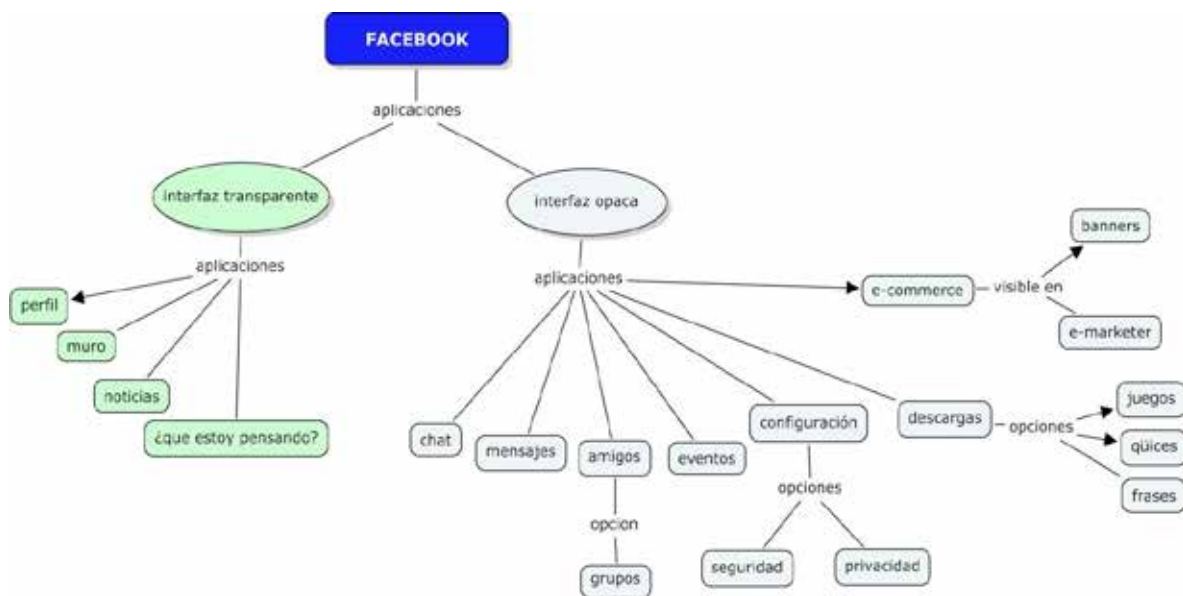 FACEBOOK
aplicaciones
interfaz transparente
interfaz opaca
aplicaciones
aplicaciones
perfil
muro
noticias
¿que estoy pensando?
e-commerce
visible en
banners
e-marketer
chat
mensajes
amigos
eventos
configuración
descargas
opciones
juegos
qüices
frases
opcion
grupos
opciones
seguridad
privacidad